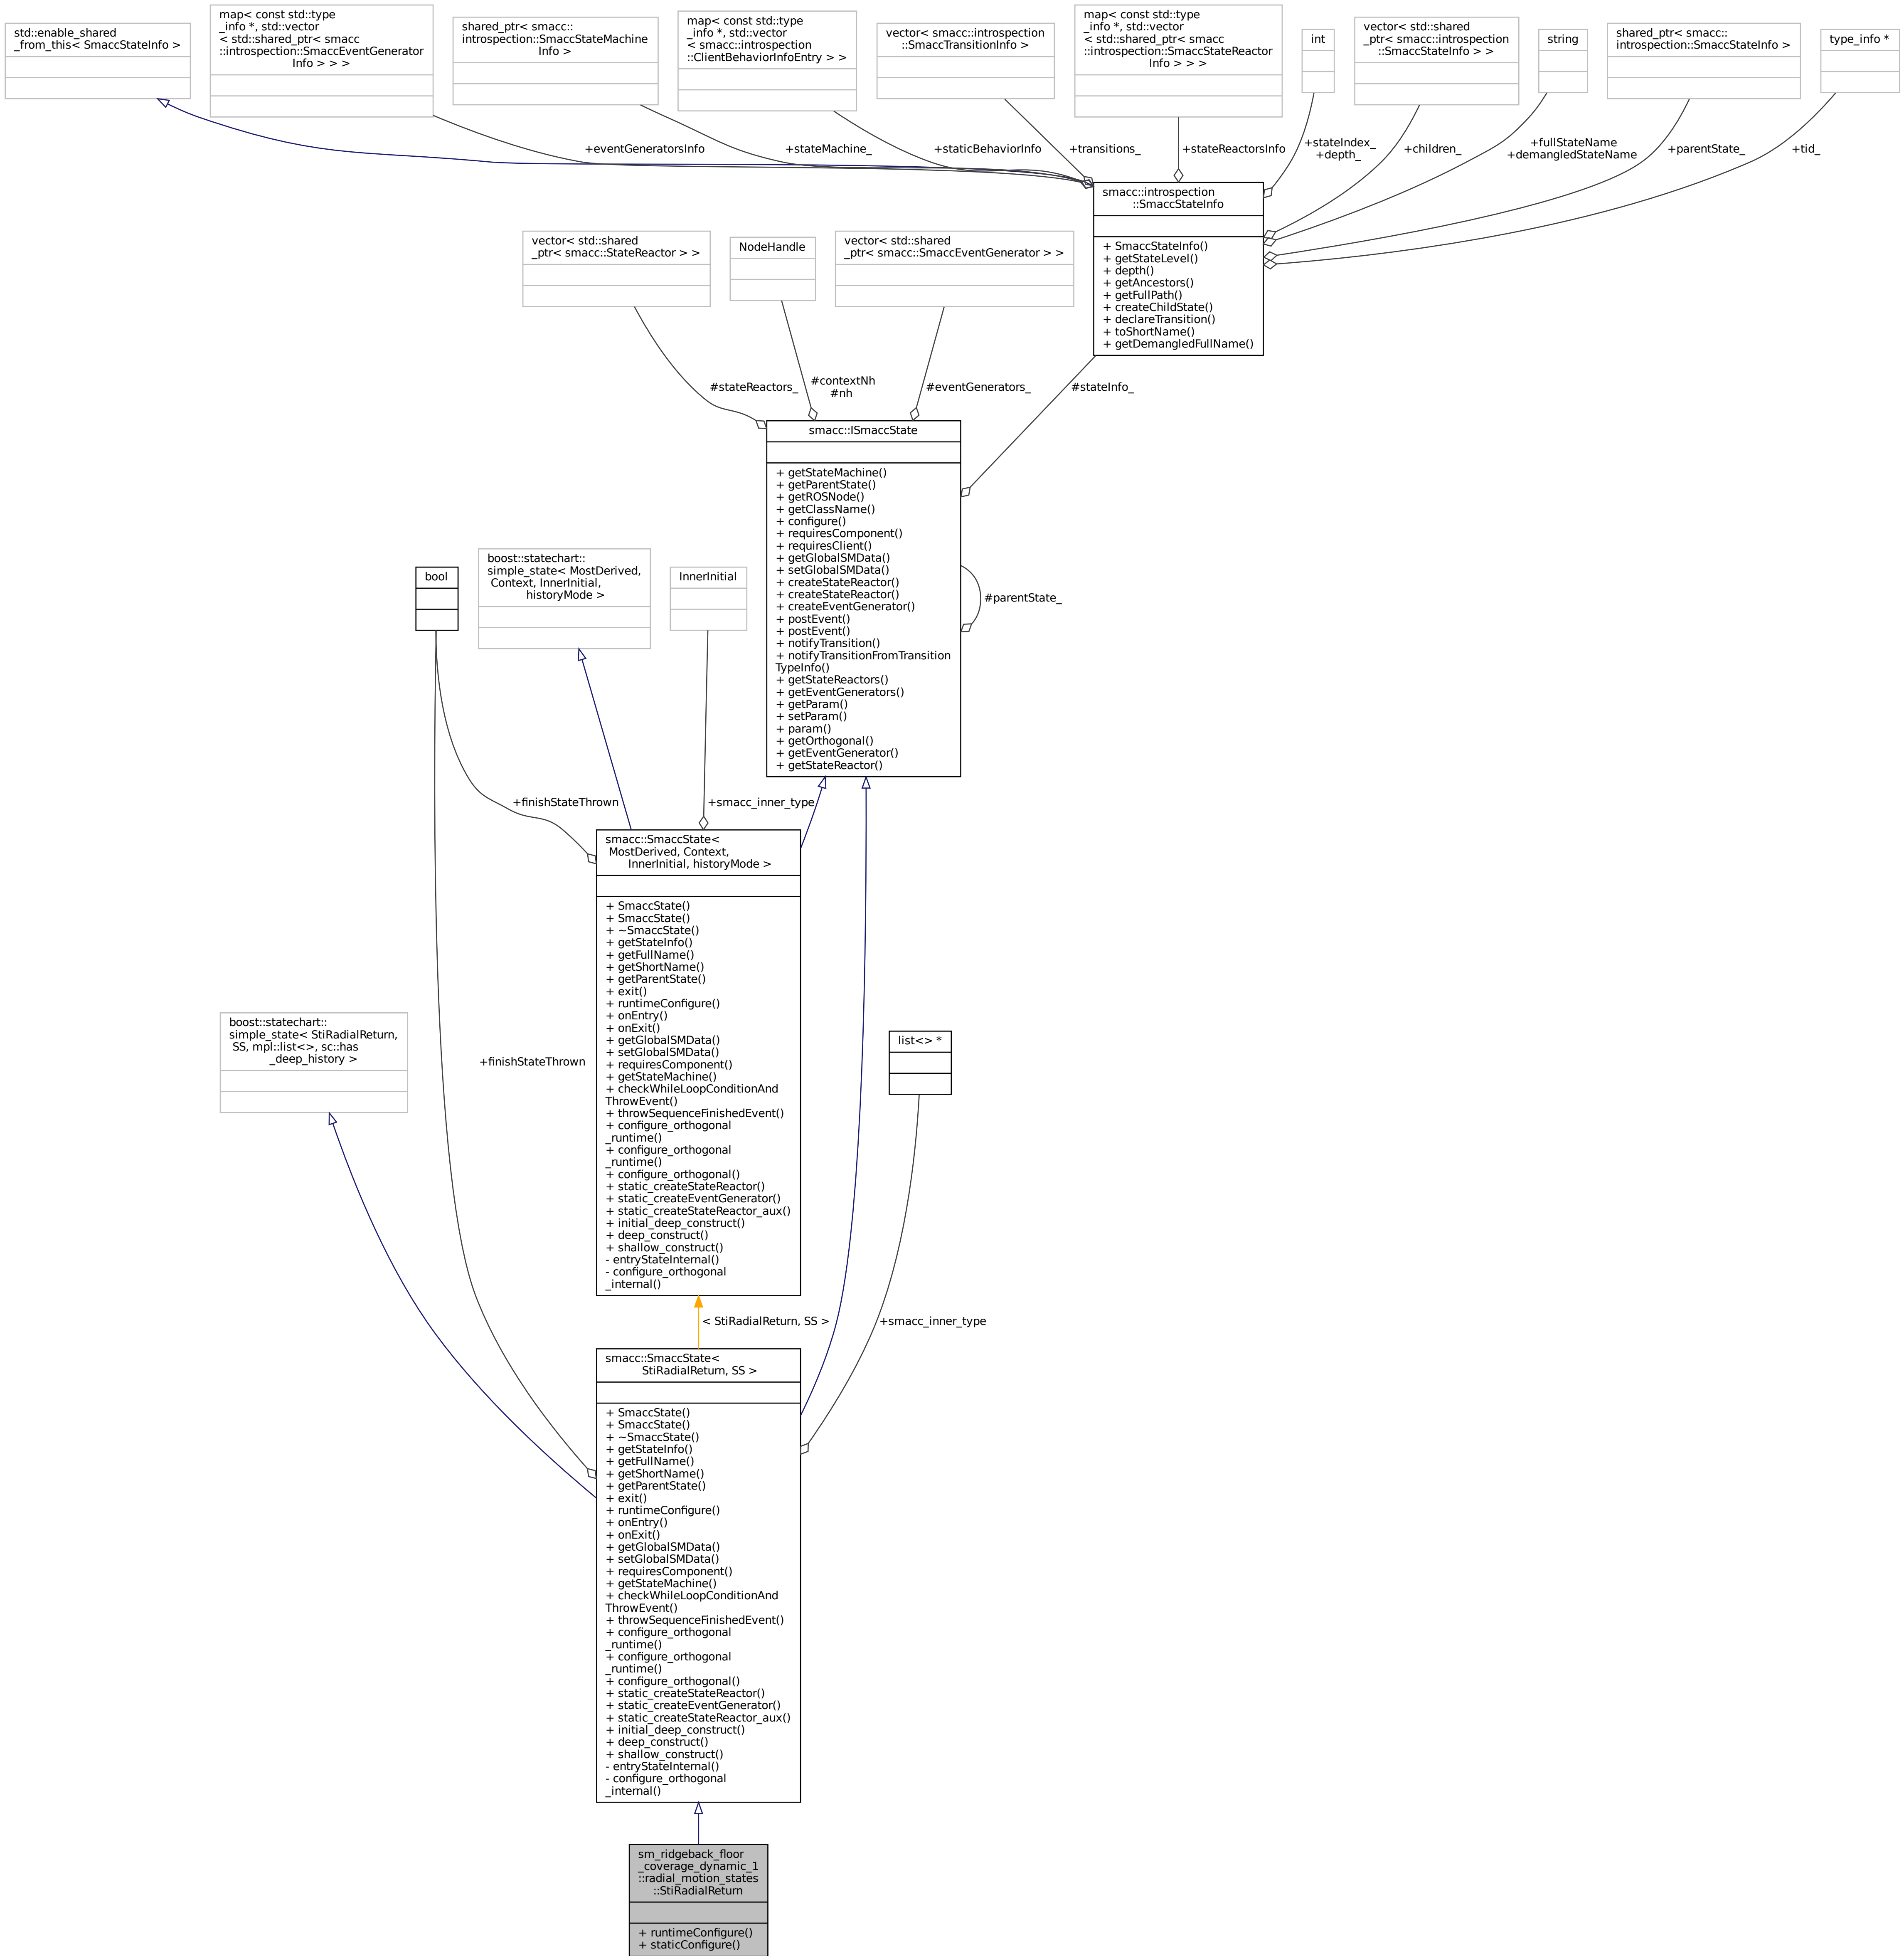 std::enable_shared
_from_this< SmaccStateInfo >
map< const std::type
_info *, std::vector
< std::shared_ptr< smacc
::introspection::SmaccEventGenerator
Info > > >
shared_ptr< smacc::
introspection::SmaccStateMachine
Info >
map< const std::type
_info *, std::vector
< smacc::introspection
::ClientBehaviorInfoEntry > >
vector< smacc::introspection
::SmaccTransitionInfo >
map< const std::type
_info *, std::vector
< std::shared_ptr< smacc
::introspection::SmaccStateReactor
Info > > >
int
vector< std::shared
_ptr< smacc::introspection
::SmaccStateInfo > >
string
shared_ptr< smacc::
introspection::SmaccStateInfo >
type_info *
+eventGeneratorsInfo
+stateMachine_
+staticBehaviorInfo
+transitions_
+stateReactorsInfo
+stateIndex_
+depth_
+children_
+fullStateName
+demangledStateName
+parentState_
+tid_
smacc::introspection
::SmaccStateInfo
+ SmaccStateInfo()
+ getStateLevel()
+ depth()
+ getAncestors()
+ getFullPath()
+ createChildState()
+ declareTransition()
+ toShortName()
+ getDemangledFullName()
vector< std::shared
_ptr< smacc::StateReactor > >
NodeHandle
vector< std::shared
_ptr< smacc::SmaccEventGenerator > >
#stateReactors_
#contextNh
#nh
#eventGenerators_
#stateInfo_
smacc::ISmaccState
+ getStateMachine()
+ getParentState()
+ getROSNode()
+ getClassName()
+ configure()
+ requiresComponent()
+ requiresClient()
+ getGlobalSMData()
+ setGlobalSMData()
+ createStateReactor()
+ createStateReactor()
+ createEventGenerator()
+ postEvent()
+ postEvent()
+ notifyTransition()
+ notifyTransitionFromTransition
TypeInfo()
+ getStateReactors()
+ getEventGenerators()
+ getParam()
+ setParam()
+ param()
+ getOrthogonal()
+ getEventGenerator()
+ getStateReactor()
#parentState_
bool
boost::statechart::
simple_state< MostDerived,
Context, InnerInitial,
historyMode >
InnerInitial
+finishStateThrown
+smacc_inner_type
smacc::SmaccState<
MostDerived, Context,
InnerInitial, historyMode >
+ SmaccState()
+ SmaccState()
+ ~SmaccState()
+ getStateInfo()
+ getFullName()
+ getShortName()
+ getParentState()
+ exit()
+ runtimeConfigure()
+ onEntry()
+ onExit()
+ getGlobalSMData()
+ setGlobalSMData()
+ requiresComponent()
+ getStateMachine()
+ checkWhileLoopConditionAnd
ThrowEvent()
+ throwSequenceFinishedEvent()
+ configure_orthogonal
_runtime()
+ configure_orthogonal
_runtime()
+ configure_orthogonal()
+ static_createStateReactor()
+ static_createEventGenerator()
+ static_createStateReactor_aux()
+ initial_deep_construct()
+ deep_construct()
+ shallow_construct()
- entryStateInternal()
- configure_orthogonal
_internal()
boost::statechart::
simple_state< StiRadialReturn,
SS, mpl::list<>, sc::has
_deep_history >
+finishStateThrown
list<> *
< StiRadialReturn, SS >
+smacc_inner_type
smacc::SmaccState<
StiRadialReturn, SS >
+ SmaccState()
+ SmaccState()
+ ~SmaccState()
+ getStateInfo()
+ getFullName()
+ getShortName()
+ getParentState()
+ exit()
+ runtimeConfigure()
+ onEntry()
+ onExit()
+ getGlobalSMData()
+ setGlobalSMData()
+ requiresComponent()
+ getStateMachine()
+ checkWhileLoopConditionAnd
ThrowEvent()
+ throwSequenceFinishedEvent()
+ configure_orthogonal
_runtime()
+ configure_orthogonal
_runtime()
+ configure_orthogonal()
+ static_createStateReactor()
+ static_createEventGenerator()
+ static_createStateReactor_aux()
+ initial_deep_construct()
+ deep_construct()
+ shallow_construct()
- entryStateInternal()
- configure_orthogonal
_internal()
sm_ridgeback_floor
_coverage_dynamic_1
::radial_motion_states
::StiRadialReturn
+ runtimeConfigure()
+ staticConfigure()